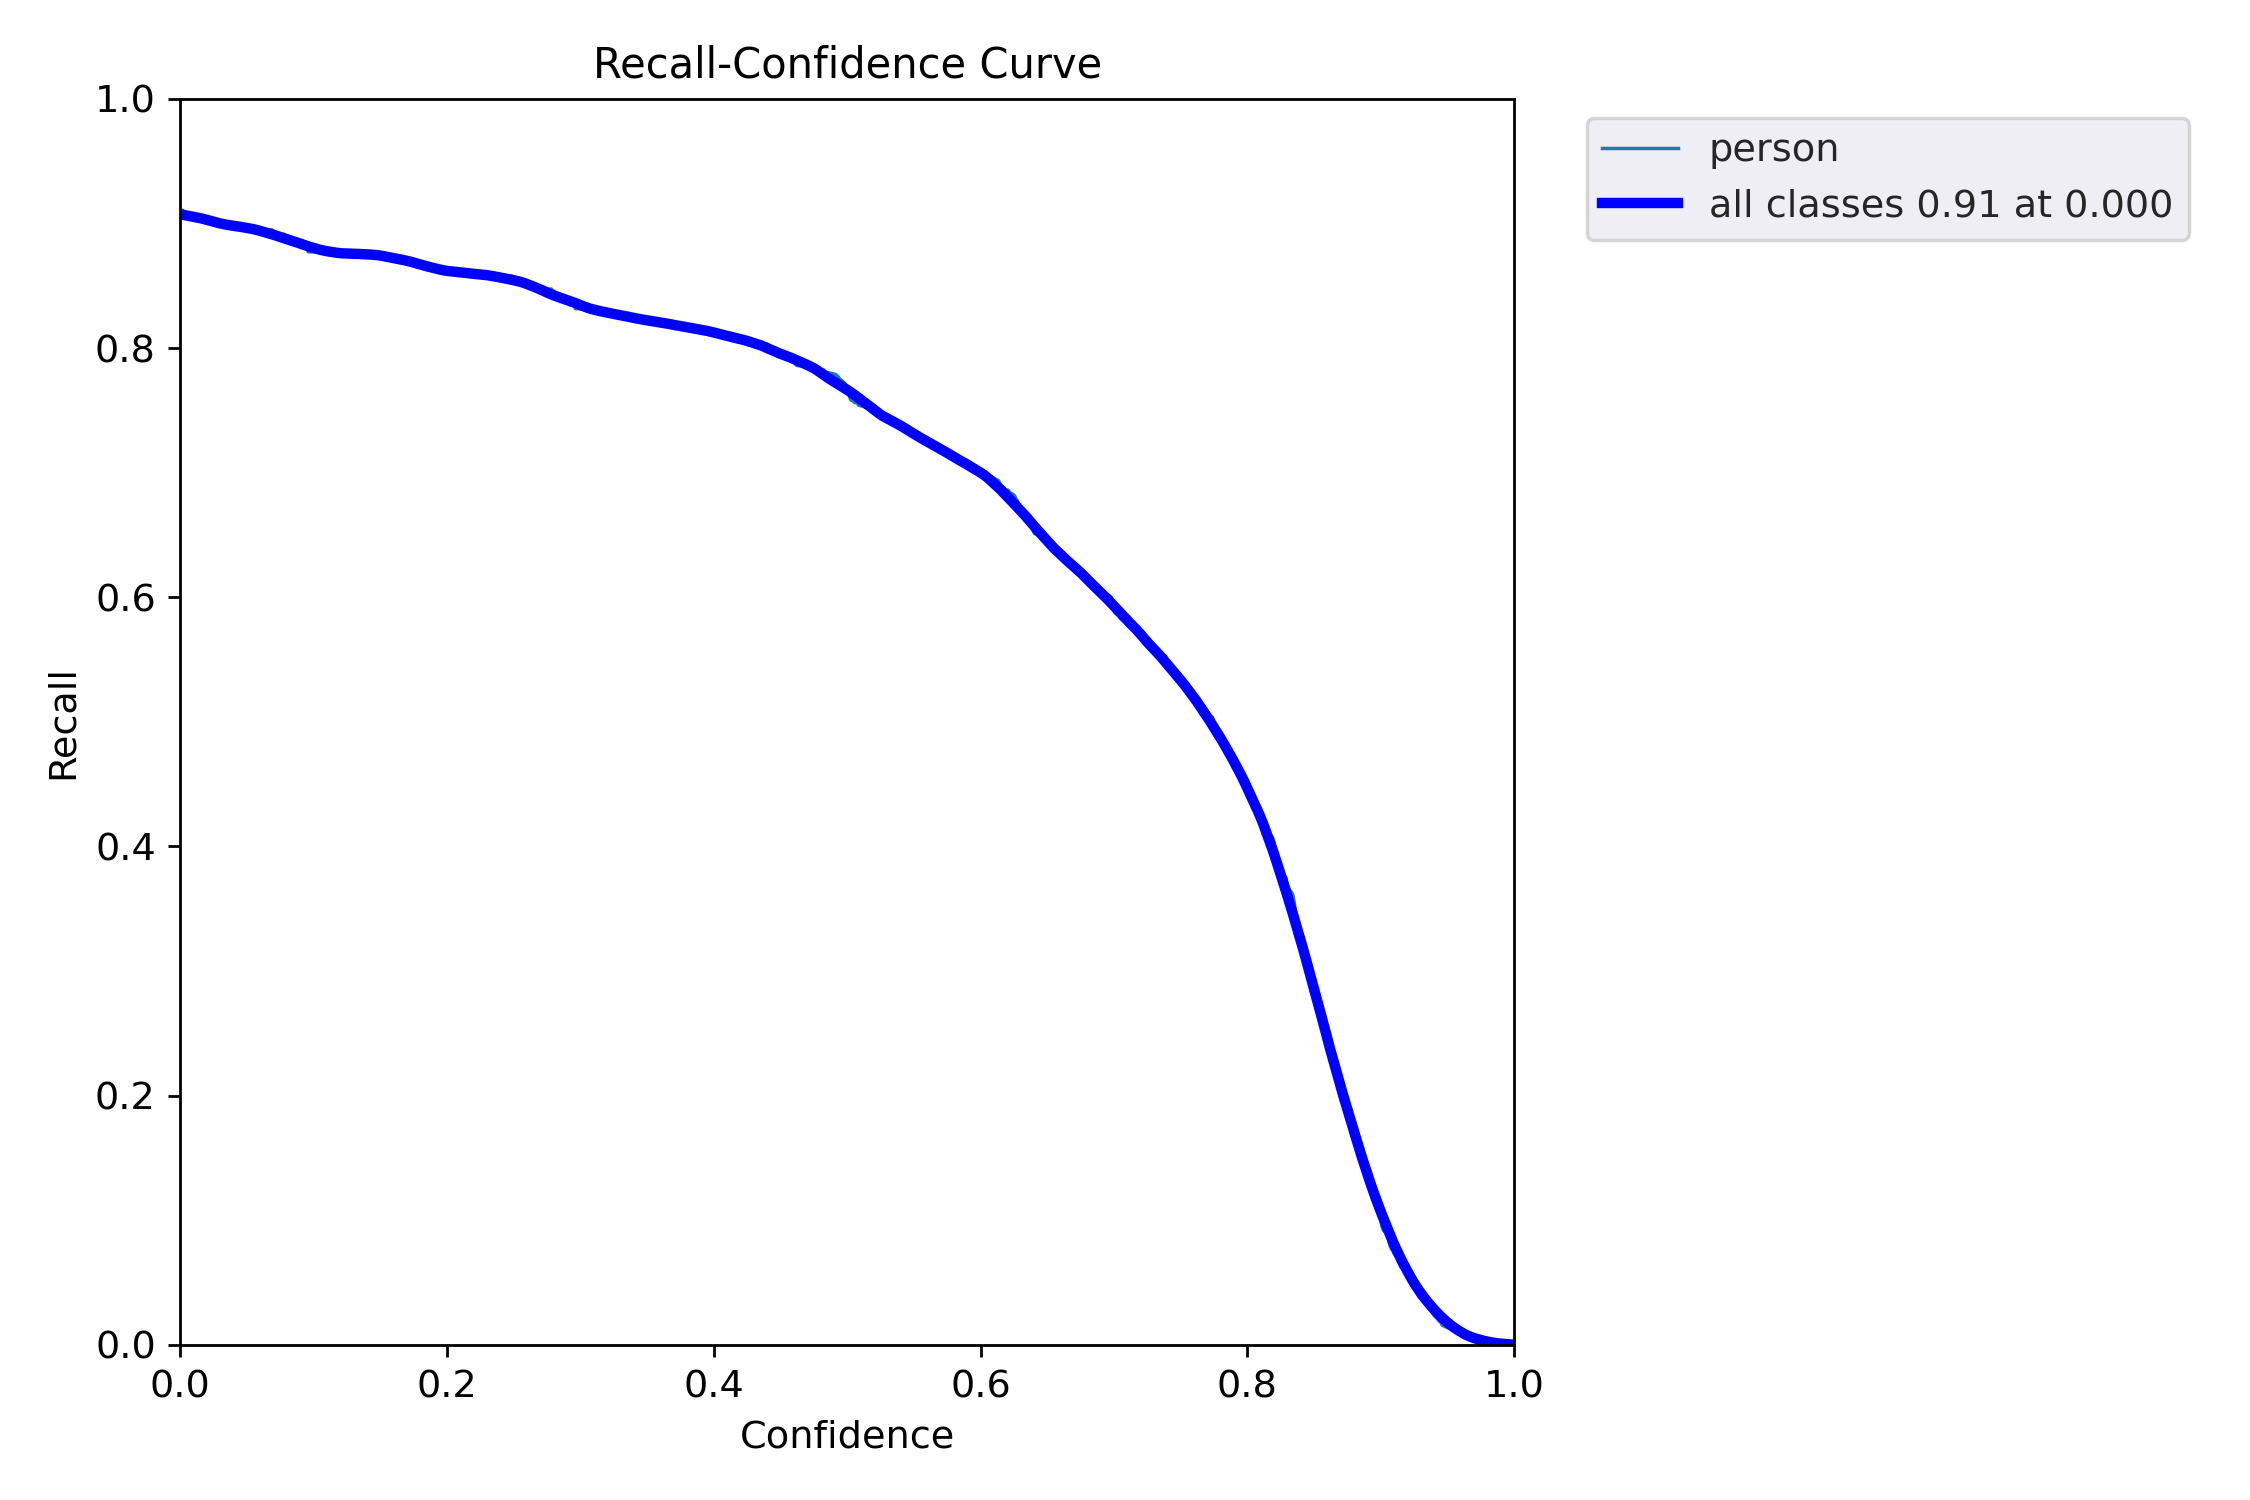 Recall-Confidence Curve
1.0
0.8
0.6
0.4
0.2
0.0
Recall
0.0 0.2 0.4 0.6 0.8 1.0
Confidence
person
all classes 0.91 at 0.000